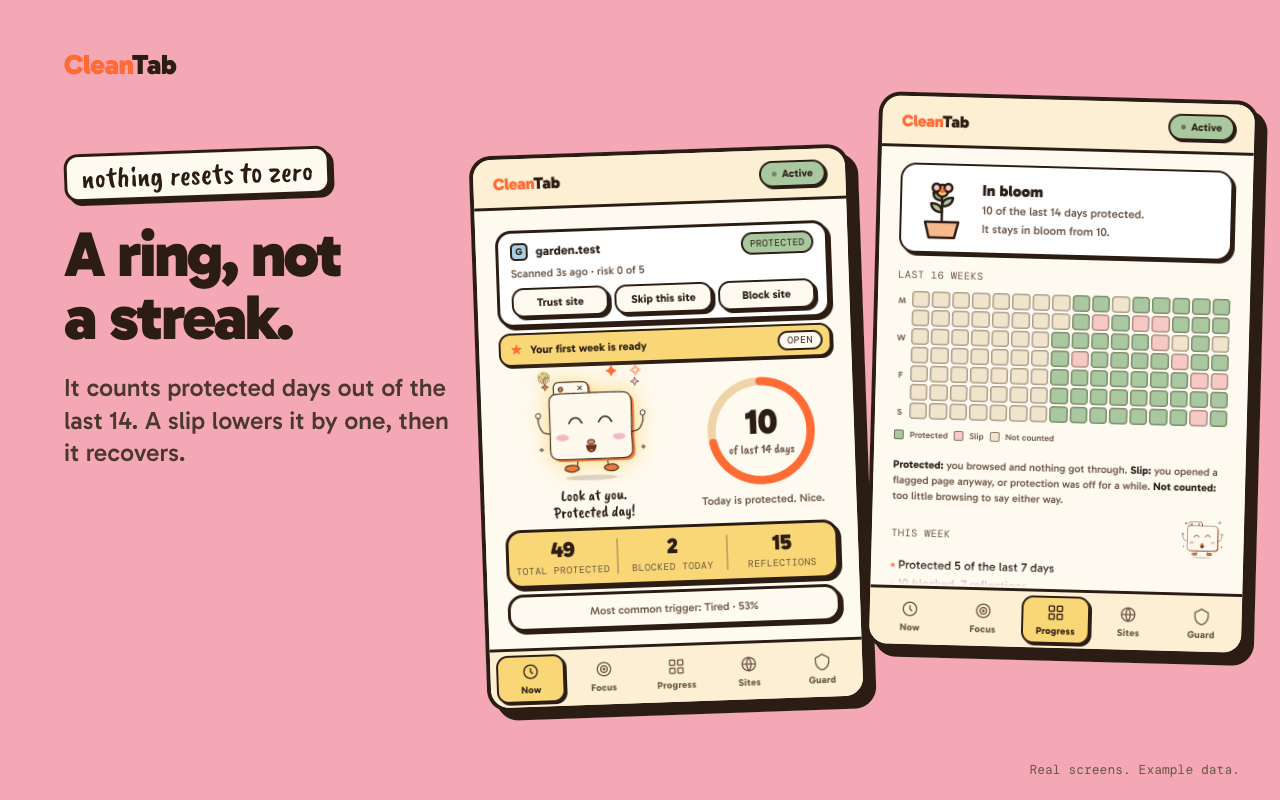 CleanTab
nothing resets to zero
A ring, not
a streak.
It counts protected days out of the
last 14. A slip lowers it by one, then
it recovers.
CleanTab
Active
G garden.test
PROTECTED
Scanned 3s ago · risk 0 of 5
Trust site
Skip this site
Block site
Your first week is ready
OPEN
10
of last 14 days
Look at you.
Protected day!
Today is protected. Nice.
49
TOTAL PROTECTED
2
BLOCKED TODAY
15
REFLECTIONS
Most common trigger: Tired · 53%
Now
Focus
Progress
Sites
Guard
CleanTab
Active
In bloom
10 of the last 14 days protected.
It stays in bloom from 10.
LAST 16 WEEKS
M
W
F
S
Protected
Slip
Not counted
Protected: you browsed and nothing got through. Slip: you opened a
flagged page anyway, or protection was off for a while. Not counted:
too little browsing to say either way.
THIS WEEK
• Protected 5 of the last 7 days
• 10 blocked, 7 reflections
Now
Focus
Progress
Sites
Guard
Real screens. Example data.